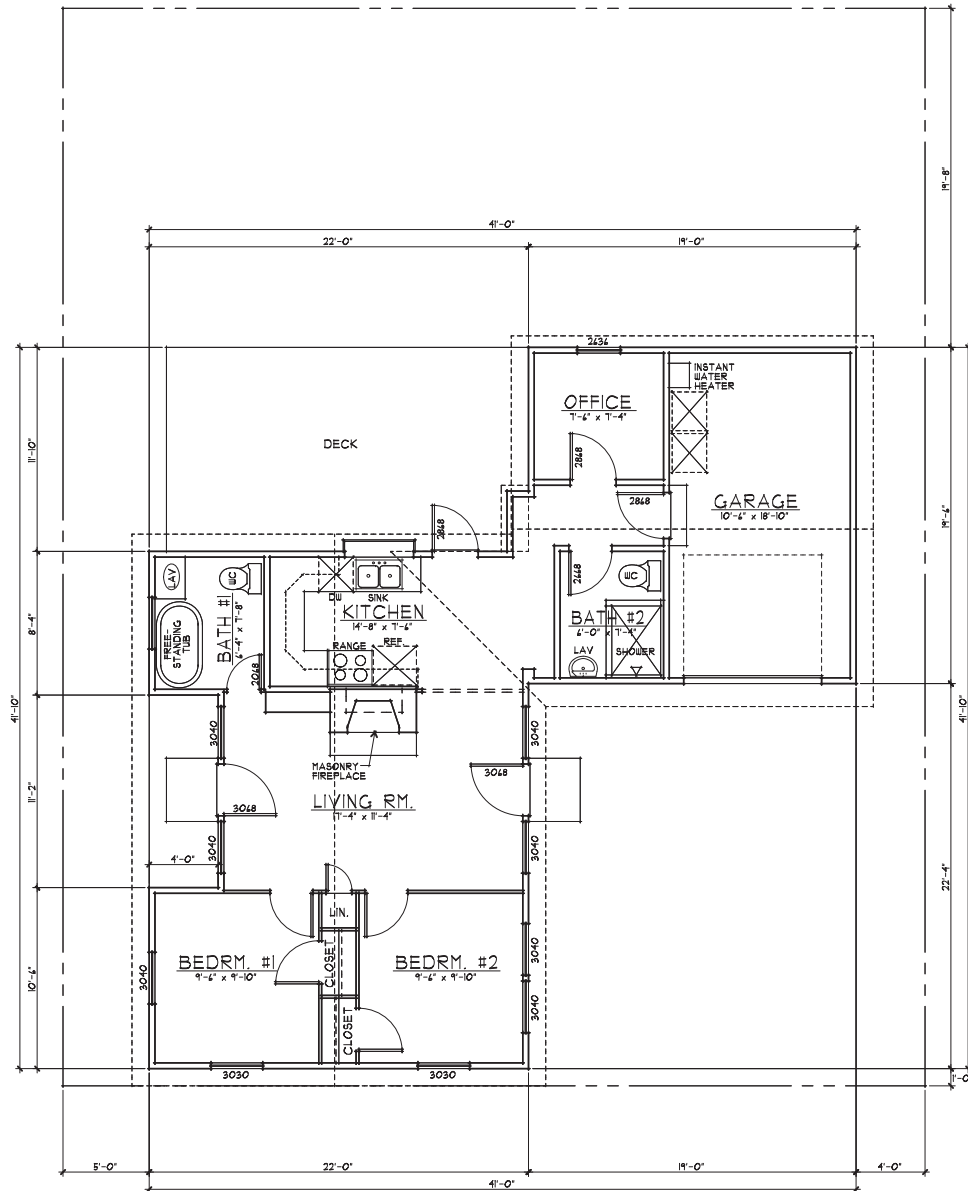 19'-8"
41'-0"
22'-0"
19'-0"
2636
INSTANT
WATER
HEATER
OFFICE
7'-6" x 7'-4"
DECK
11'-10"
2868
2868
2868
GARAGE
10'-6" x 18'-10"
19'-6"
LAV
WC
FREE-
STANDING
TUB
BATH #1
6'-4" x 7'-8"
2068
DW
SINK
KITCHEN
14'-8" x 7'-6"
RANGE
REF.
2668
WC
BATH #2
6'-0" x 7'-4"
LAV
SHOWER
8'-4"
41'-10"
41'-10"
3040
3040
MASONRY
FIREPLACE
3068
3068
LIVING RM.
17'-4" x 11'-4"
11'-2"
3040
3040
4'-0"
22'-4"
LIN.
BEDRM. #1
9'-6" x 9'-10"
CLOSET
BEDRM. #2
9'-6" x 9'-10"
CLOSET
3040
3040
3040
10'-6"
3030
3030
1'-0
5'-0"
22'-0"
19'-0"
4'-0"
41'-0"